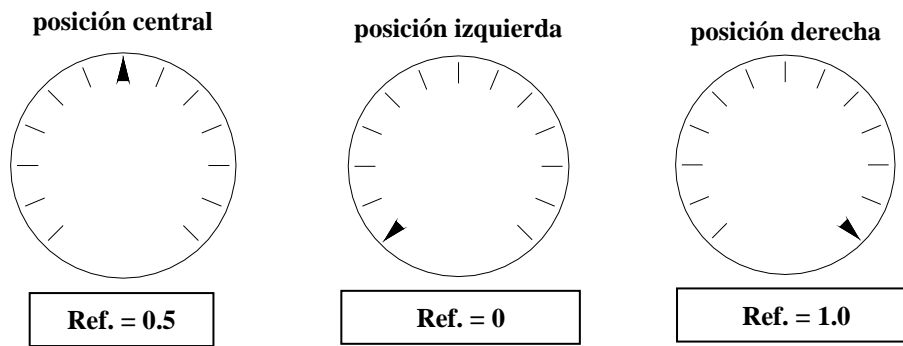 posición central
posición izquierda
posición derecha
Ref. = 0.5
Ref. = 0
Ref. = 1.0